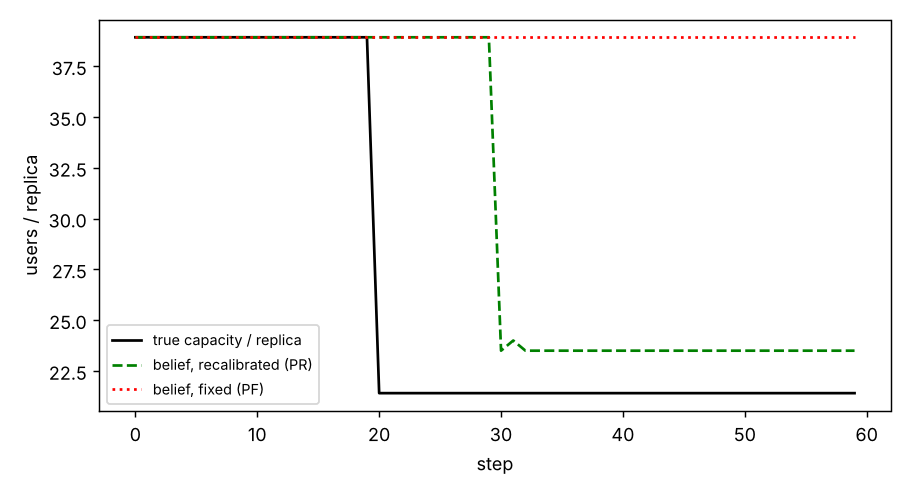 37.5
35.0
32.5
30.0
27.5
25.0
22.5
users / replica
true capacity / replica
belief, recalibrated (PR)
belief, fixed (PF)
0 10 20 30 40 50 60
step